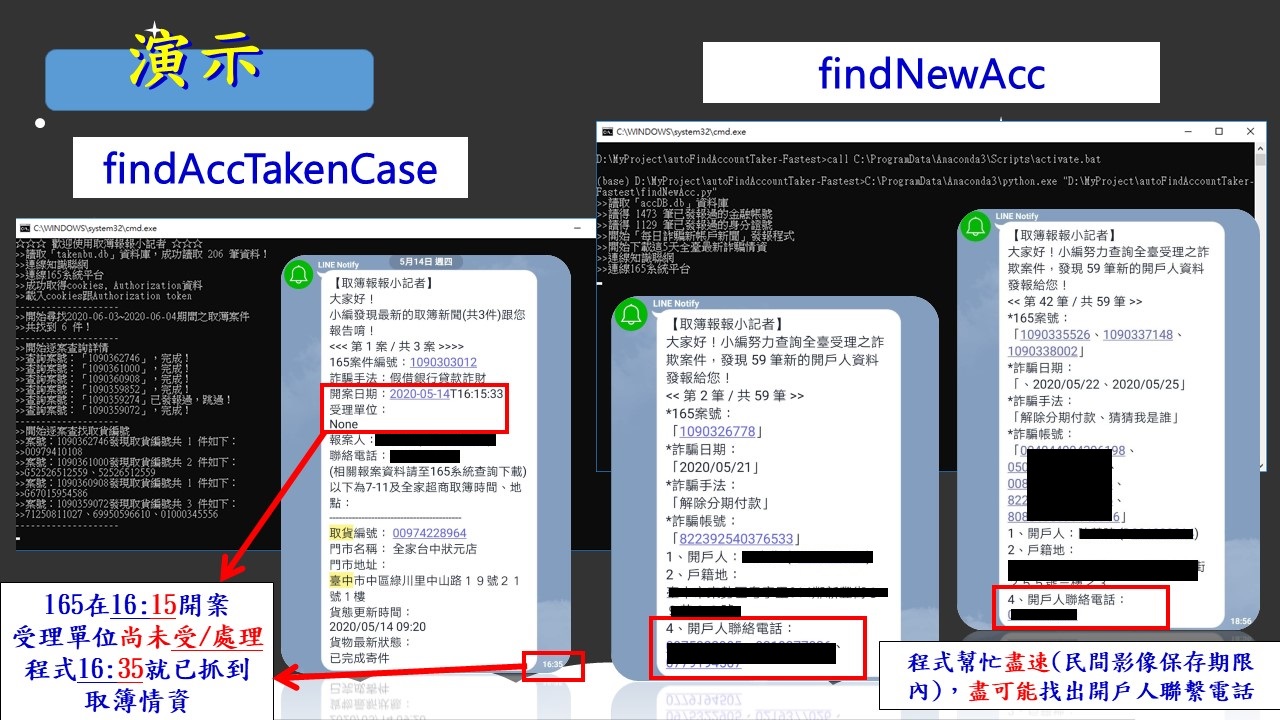 演示
findNewAcc
findAccTakenCase
C:\WINDOWS\system32\cmd.exe
D:\MyProject\autoFindAccountTaker-Fastest>call C:\ProgramData\Anaconda3\Scripts\activate.bat
(base) D:\MyProject\autoFindAccountTaker-Fastest>C:\ProgramData\Anaconda3\python.exe "D:\MyProject\autoFindAccountTaker-
Fastest\findNewAcc.py"
>>讀取「accDB.db」資料庫
>>讀得 1473 筆已發報過的金融帳號
>>讀得 1129 筆已發報過的身分證號
>>開始「每日詐騙新帳戶新聞」發報程式
>>開始下載這5天全臺最新詐騙情資
>>連線知識聯網
>>連線165系統平台
C:\WINDOWS\system32\cmd.exe
☆☆☆☆ 歡迎使用取簿報報小記者 ☆☆☆
>>讀取「takenbu.db」資料庫，成功讀取 206 筆資料！
>>連線知識聯網
>>連線165系統平台
>>成功取得cookies, Authorization資料
>>載入cookies跟Authorization token
--------------------
>>開始尋找2020-06-03~2020-06-04期間之取簿案件
>>共找到 6 件！
--------------------
>>開始逐案查詢詳情
>>查詢案號：「1090362746」，完成！
>>查詢案號：「1090361000」，完成！
>>查詢案號：「1090360908」，完成！
>>查詢案號：「1090359852」，完成！
>>查詢案號：「1090359274」已發報過，跳過！
>>查詢案號：「1090359072」，完成！
--------------------
>>開始逐案查找取貨編號
>>案號：1090362746發現取貨編號共 1 件如下：
>>00979410108
>>案號：1090361000發現取貨編號共 2 件如下：
>>G52526512559、52526512559
>>案號：1090360908發現取貨編號共 1 件如下：
>>G67015954586
>>案號：1090359072發現取貨編號共 3 件如下：
>>71250811027、69950596610、01000345556
--------------------
5月14日 週四
LINE Notify
【取簿報報小記者】
大家好！
小編發現最新的取簿新聞(共3件)跟您
報告唷！
<<< 第 1 案 / 共 3 案 >>>>
165案件編號：1090303012
詐騙手法：假借銀行貸款詐財
開案日期：2020-05-14T16:15:33
受理單位：
None
報案人：
聯絡電話：
(相關報案資料請至165系統查詢下載)
以下為7-11及全家超商取簿時間、地
點：
--------------------
取貨編號： 00974228964
門市名稱： 全家台中狀元店
門市地址：
臺中市中區綠川里中山路１９號２１
號１樓
貨態更新時間：
2020/05/14 09:20
貨物最新狀態：
已完成寄件
16:35
LINE Notify
【取簿報報小記者】
大家好！小編努力查詢全臺受理之詐
欺案件，發現 59 筆新的開戶人資料
發報給您！
<< 第 2 筆 / 共 59 筆 >>
*165案號：
「1090326778」
*詐騙日期：
「2020/05/21」
*詐騙手法：
「解除分期付款」
*詐騙帳號：
「822392540376533」
1、開戶人：
2、戶籍地：
4、開戶人聯絡電話：
LINE Notify
【取簿報報小記者】
大家好！小編努力查詢全臺受理之詐
欺案件，發現 59 筆新的開戶人資料
發報給您！
<< 第 42 筆 / 共 59 筆 >>
*165案號：
「1090335526、1090337148、
1090338002」
*詐騙日期：
「、2020/05/22、2020/05/25」
*詐騙手法：
「解除分期付款、猜猜我是誰」
*詐騙帳號：
1、開戶人：
2、戶籍地：
街
4、開戶人聯絡電話：
18:56
165在16:15開案
受理單位尚未受/處理
程式16:35就已抓到
取簿情資
程式幫忙盡速(民間影像保存期限
內)，盡可能找出開戶人聯繫電話